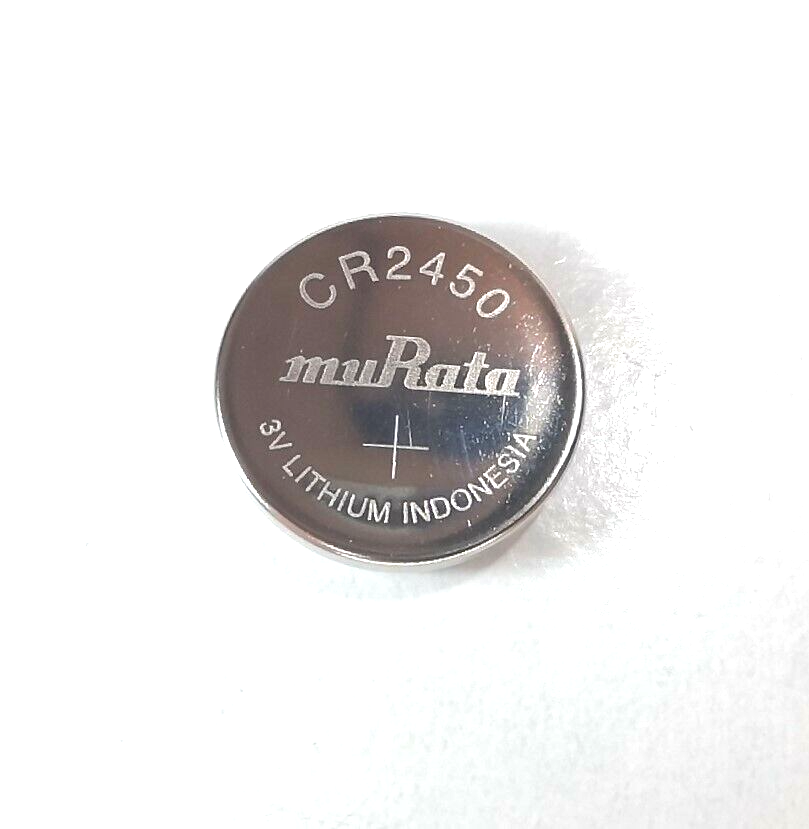 CR2450
muRata
+
3V LITHIUM INDONESIA